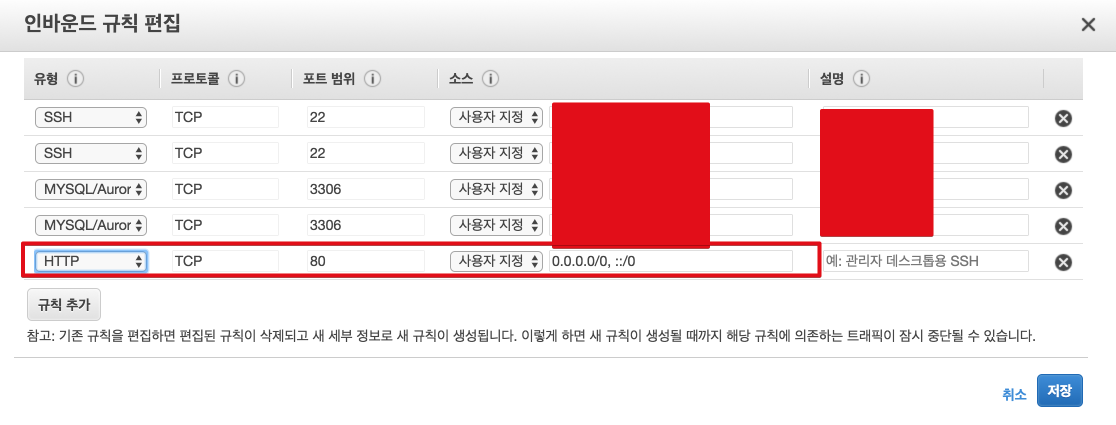 인바운드 규칙 편집
유형 프로토콜 포트 범위 소스 설명
SSH TCP 22 사용자 지정
SSH TCP 22 사용자 지정
MYSQL/Auror TCP 3306 사용자 지정
MYSQL/Auror TCP 3306 사용자 지정
HTTP TCP 80 사용자 지정 0.0.0.0/0, ::/0 예: 관리자 데스크톱용 SSH
규칙 추가
참고: 기존 규칙을 편집하면 편집된 규칙이 삭제되고 새 세부 정보로 새 규칙이 생성됩니다. 이렇게 하면 새 규칙이 생성될 때까지 해당 규칙에 의존하는 트래픽이 잠시 중단될 수 있습니다.
취소 저장